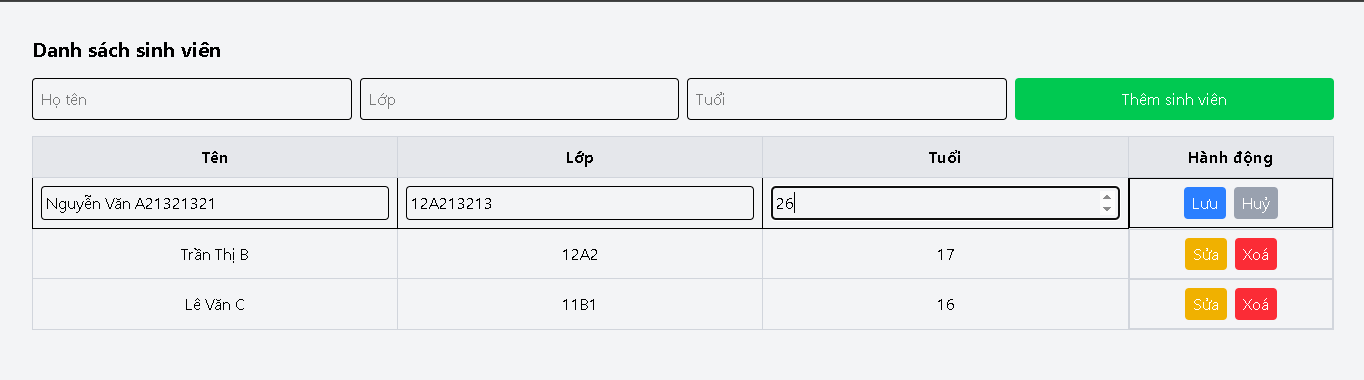 Danh sách sinh viên
Họ tên Lớp Tuổi Thêm sinh viên
Tên Lớp Tuổi Hành động
Nguyễn Văn A21321321 12A213213 26 Lưu Huỷ
Trần Thị B 12A2 17 Sửa Xoá
Lê Văn C 11B1 16 Sửa Xoá